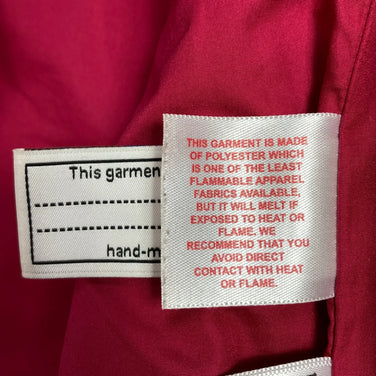 This garmen
hand-m
THIS GARMENT IS MADE
OF POLYESTER WHICH
IS ONE OF THE LEAST
FLAMMABLE APPAREL
FABRICS AVAILABLE,
BUT IT WILL MELT IF
EXPOSED TO HEAT OR
FLAME. WE
RECOMMEND THAT YOU
AVOID DIRECT
CONTACT WITH HEAT
OR FLAME.